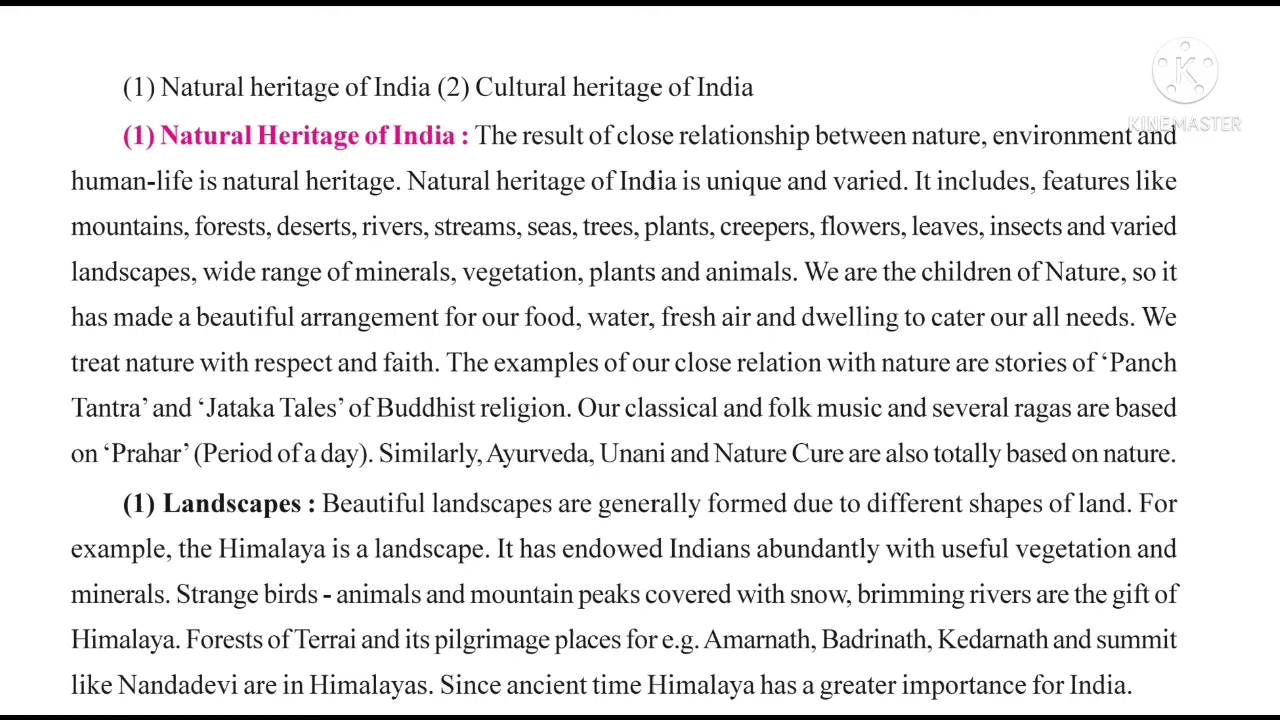 (1) Natural heritage of India (2) Cultural heritage of India
K
KINEMASTER
(1) Natural Heritage of India : The result of close relationship between nature, environment and
human-life is natural heritage. Natural heritage of India is unique and varied. It includes, features like
mountains, forests, deserts, rivers, streams, seas, trees, plants, creepers, flowers, leaves, insects and varied
landscapes, wide range of minerals, vegetation, plants and animals. We are the children of Nature, so it
has made a beautiful arrangement for our food, water, fresh air and dwelling to cater our all needs. We
treat nature with respect and faith. The examples of our close relation with nature are stories of ‘Panch
Tantra’ and ‘Jataka Tales’ of Buddhist religion. Our classical and folk music and several ragas are based
on ‘Prahar’ (Period of a day). Similarly, Ayurveda, Unani and Nature Cure are also totally based on nature.
(1) Landscapes : Beautiful landscapes are generally formed due to different shapes of land. For
example, the Himalaya is a landscape. It has endowed Indians abundantly with useful vegetation and
minerals. Strange birds - animals and mountain peaks covered with snow, brimming rivers are the gift of
Himalaya. Forests of Terrai and its pilgrimage places for e.g. Amarnath, Badrinath, Kedarnath and summit
like Nandadevi are in Himalayas. Since ancient time Himalaya has a greater importance for India.